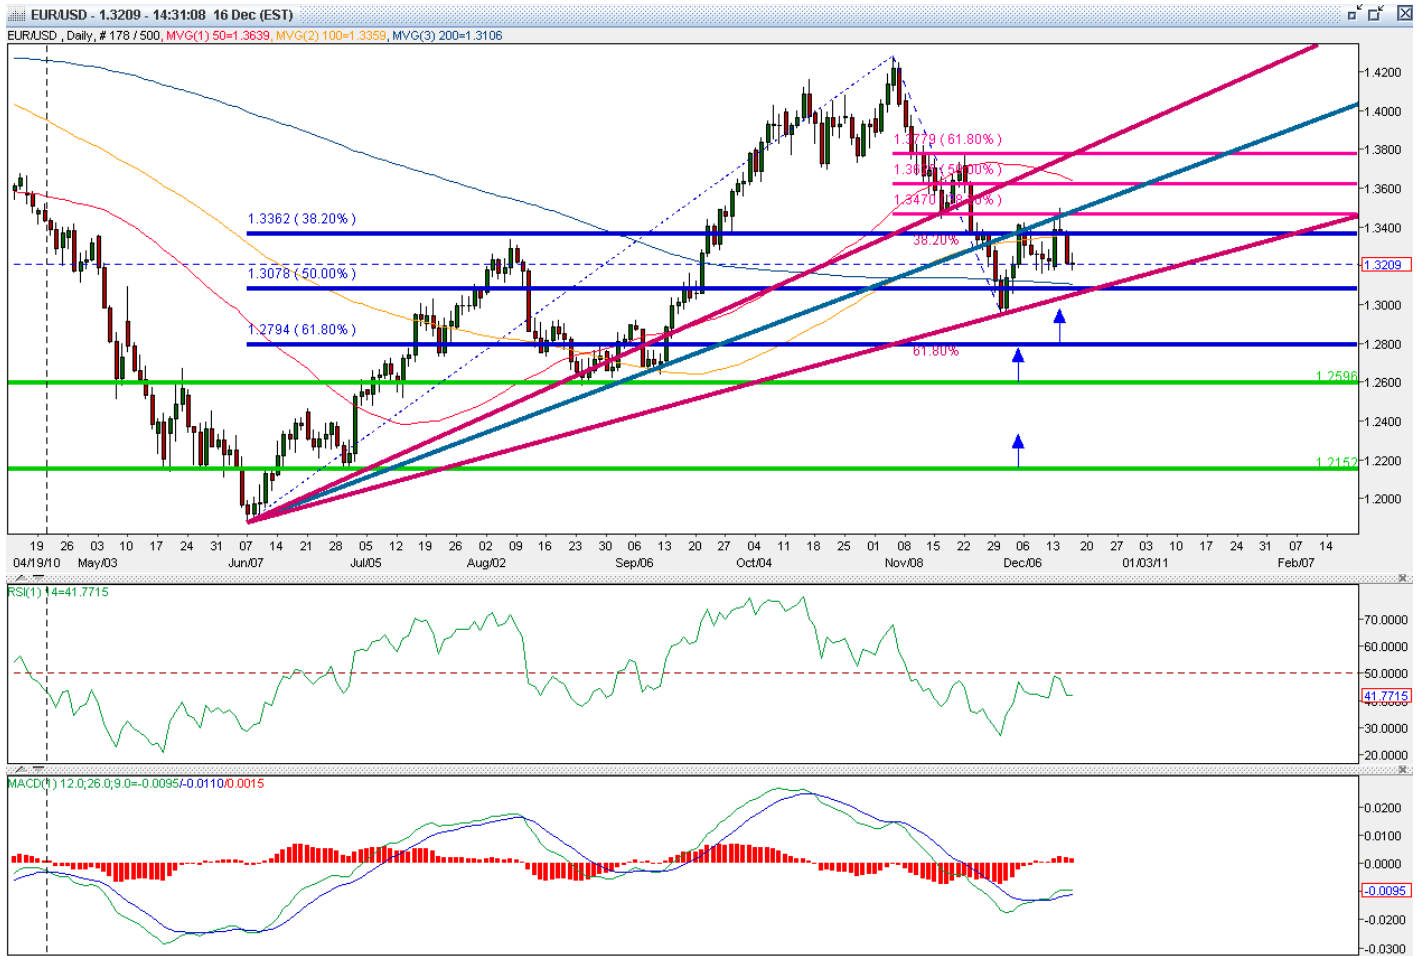 EUR/USD - 1.3209 - 14:31:08 16 Dec (EST)
EUR/USD , Daily, # 178 / 500, MVG(1) 50=1.3639, MVG(2) 100=1.3359, MVG(3) 200=1.3106
1.4200
1.4000
1.3779 ( 61.80% )
1.3800
1.3600
1.3362 ( 38.20% )
1.3470
1.3400
38.20%
1.3209
1.3078 ( 50.00% )
1.3000
1.2794 ( 61.80% )
61.80%
1.2800
1.2596
1.2600
1.2400
1.2152
1.2200
1.2000
19 26 03 10 17 24 31 07 14 21 28 05 12 19 26 02 09 16 23 30 06 13 20 27 04 11 18 25 01 08 15 22 29 06 13 20 27 03 10 17 24 31 07 14
04/19/10 May/03 Jun/07 Jul/05 Aug/02 Sep/06 Oct/04 Nov/08 Dec/06 01/03/11 Feb/07
RSI(1) 14=41.7715
70.0000
60.0000
50.0000
41.7715
30.0000
20.0000
MACD(1) 12.0;26.0;9.0=-0.0095/-0.0110/0.0015
0.0200
0.0100
0.0000
-0.0095
-0.0200
-0.0300